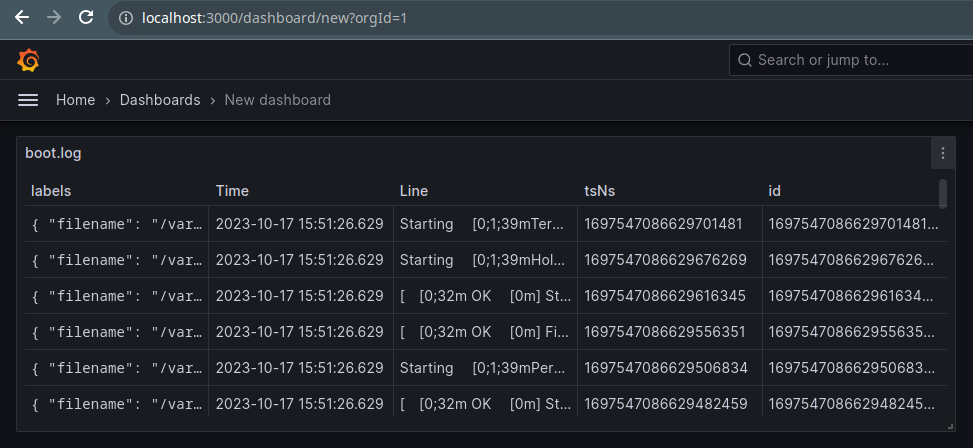 localhost:3000/dashboard/new?orgId=1
Search or jump to...
Home › Dashboards › New dashboard
boot.log
labels Time Line tsNs id
{ "filename": "/var… 2023-10-17 15:51:26.629 Starting [0;1;39mTer… 1697547086629701481 1697547086629701481…
{ "filename": "/var… 2023-10-17 15:51:26.629 Starting [0;1;39mHol… 1697547086629676269 169754708662967626…
{ "filename": "/var… 2023-10-17 15:51:26.629 [ [0;32m OK [0m] St… 1697547086629616345 169754708662961634…
{ "filename": "/var… 2023-10-17 15:51:26.629 [ [0;32m OK [0m] Fi… 1697547086629556351 169754708662955635…
{ "filename": "/var… 2023-10-17 15:51:26.629 Starting [0;1;39mPer… 1697547086629506834 169754708662950683…
{ "filename": "/var… 2023-10-17 15:51:26.629 [ [0;32m OK [0m] St… 1697547086629482459 169754708662948245…